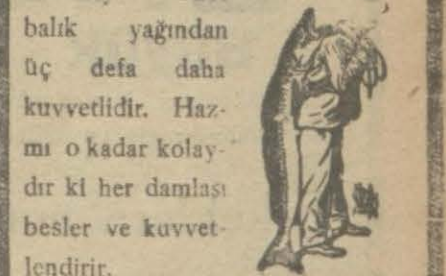 balık yağından
üç defa daha
kuvvetlidir. Haz-
mı o kadar kolay-
dır ki her damlası
besler ve kuvvet-
lendirir.